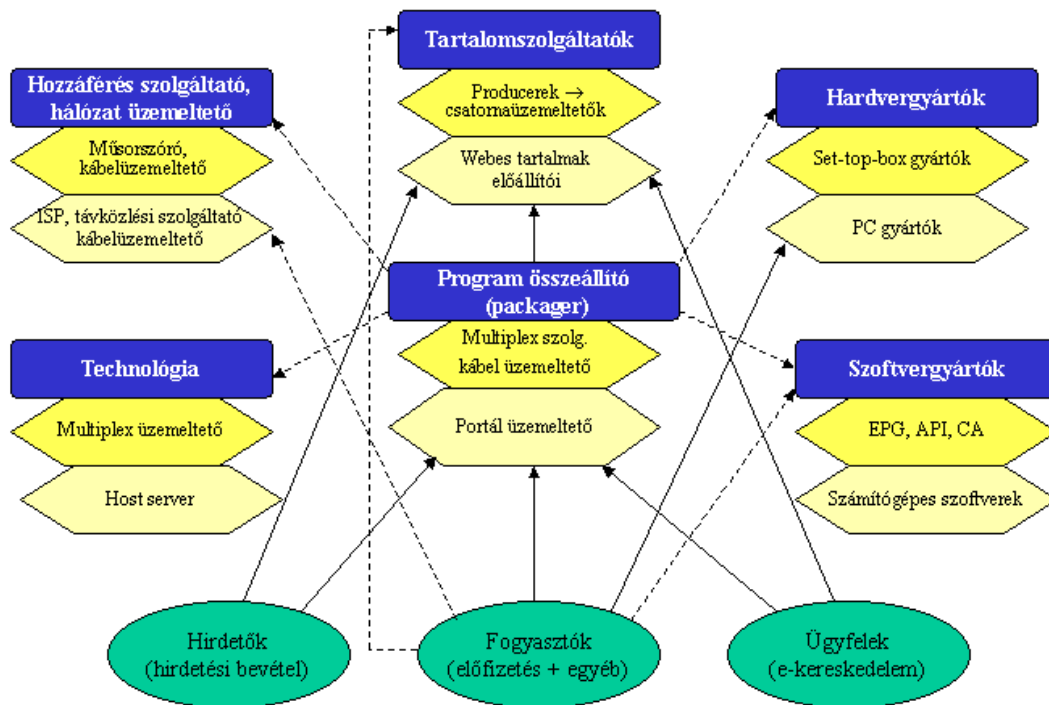 Tartalomszolgáltatók
Producerek →
csatornaüzemeltetők
Webes tartalmak
előállítói
Hozzáférés szolgáltató,
hálózat üzemeltető
Műsorszóró,
kábelüzemeltető
ISP, távközlési szolgáltató
kábelüzemeltető
Hardvergyártók
Set-top-box gyártók
PC gyártók
Program összeállító
(packager)
Multiplex szolg.
kábel üzemeltető
Portál üzemeltető
Technológia
Multiplex üzemeltető
Host server
Szoftvergyártók
EPG, API, CA
Számítógépes szoftverek
Hirdetők
(hirdetési bevétel)
Fogyasztók
(előfizetés + egyéb)
Ügyfelek
(e-kereskedelem)